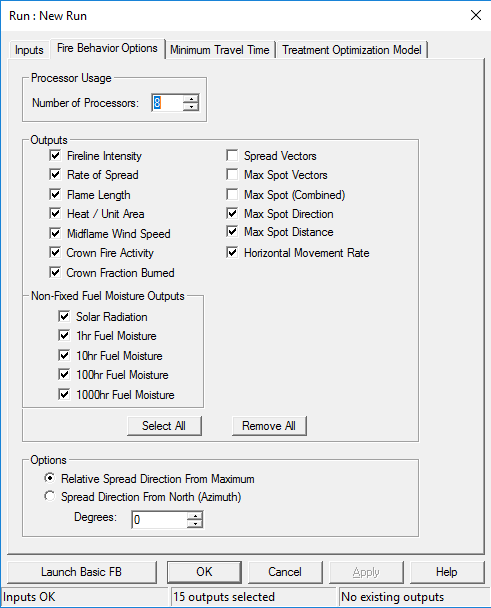 Run : New Run
Inputs
Fire Behavior Options
Minimum Travel Time
Treatment Optimization Model
Processor Usage
Number of Processors:
8
Outputs
Fireline Intensity
Rate of Spread
Flame Length
Heat / Unit Area
Midflame Wind Speed
Crown Fire Activity
Crown Fraction Burned
Spread Vectors
Max Spot Vectors
Max Spot (Combined)
Max Spot Direction
Max Spot Distance
Horizontal Movement Rate
Non-Fixed Fuel Moisture Outputs
Solar Radiation
1hr Fuel Moisture
10hr Fuel Moisture
100hr Fuel Moisture
1000hr Fuel Moisture
Select All
Remove All
Options
Relative Spread Direction From Maximum
Spread Direction From North (Azimuth)
Degrees:
0
Launch Basic FB
OK
Cancel
Apply
Help
Inputs OK
15 outputs selected
No existing outputs